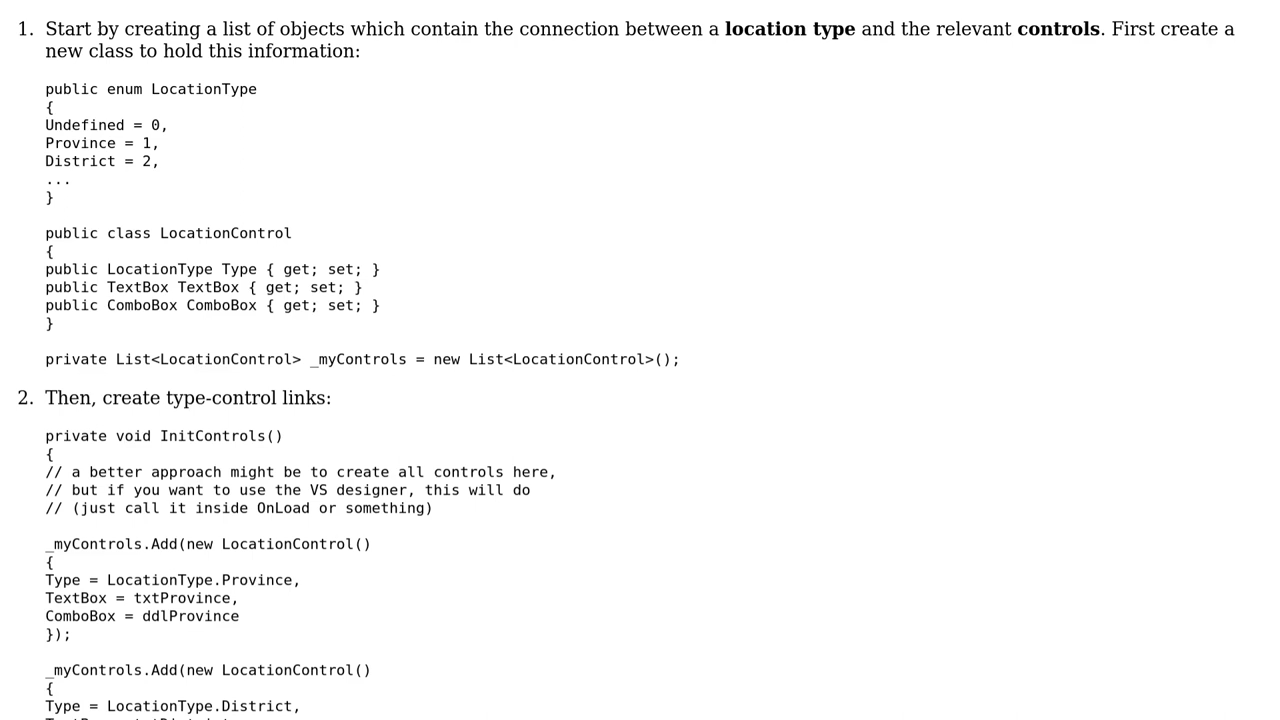 1. Start by creating a list of objects which contain the connection between a location type and the relevant controls. First create a
new class to hold this information:
public enum LocationType
{
Undefined = 0,
Province = 1,
District = 2,
...
}
public class LocationControl
{
public LocationType Type { get; set; }
public TextBox TextBox { get; set; }
public ComboBox ComboBox { get; set; }
}
private List<LocationControl> _myControls = new List<LocationControl>();
2. Then, create type-control links:
private void InitControls()
{
// a better approach might be to create all controls here,
// but if you want to use the VS designer, this will do
// (just call it inside OnLoad or something)
_myControls.Add(new LocationControl()
{
Type = LocationType.Province,
TextBox = txtProvince,
ComboBox = ddlProvince
});
_myControls.Add(new LocationControl()
{
Type = LocationType.District,